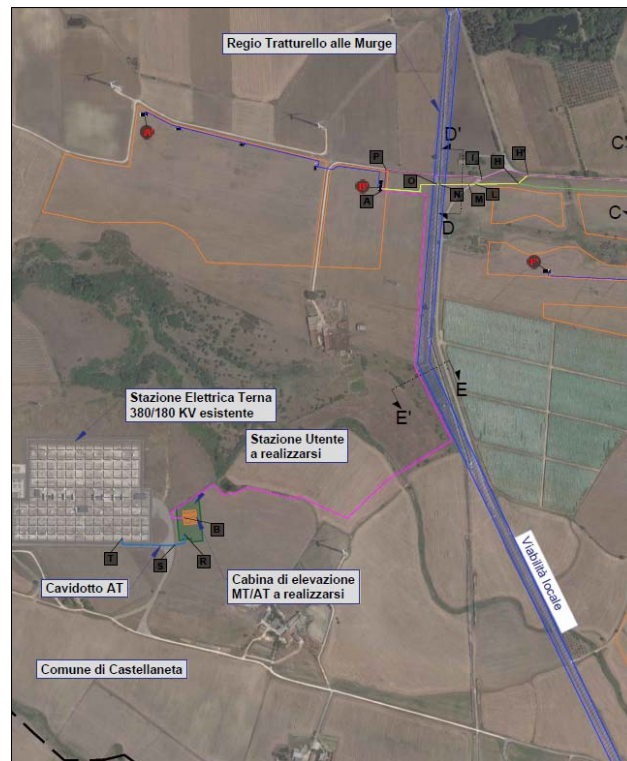 Regio Tratturello alle Murge
D'
C'
P
I
H
H'
O
A
N
M
L
D
C
E
E'
Stazione Elettrica Terna
380/180 KV esistente
Stazione Utente
a realizzarsi
B
T
S
R
Cavidotto AT
Cabina di elevazione
MT/AT a realizzarsi
Viabilità locale
Comune di Castellaneta